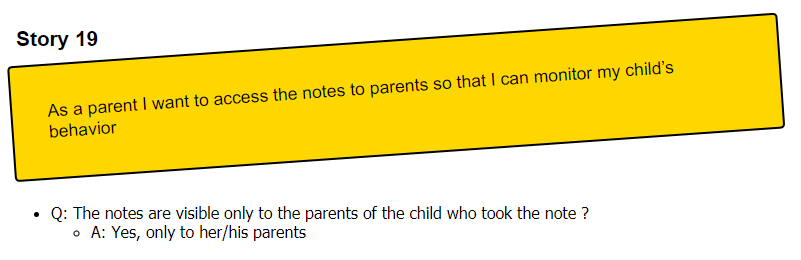 Story 19
As a parent I want to access the notes to parents so that I can monitor my child's
behavior
• Q: The notes are visible only to the parents of the child who took the note ?
◦ A: Yes, only to her/his parents